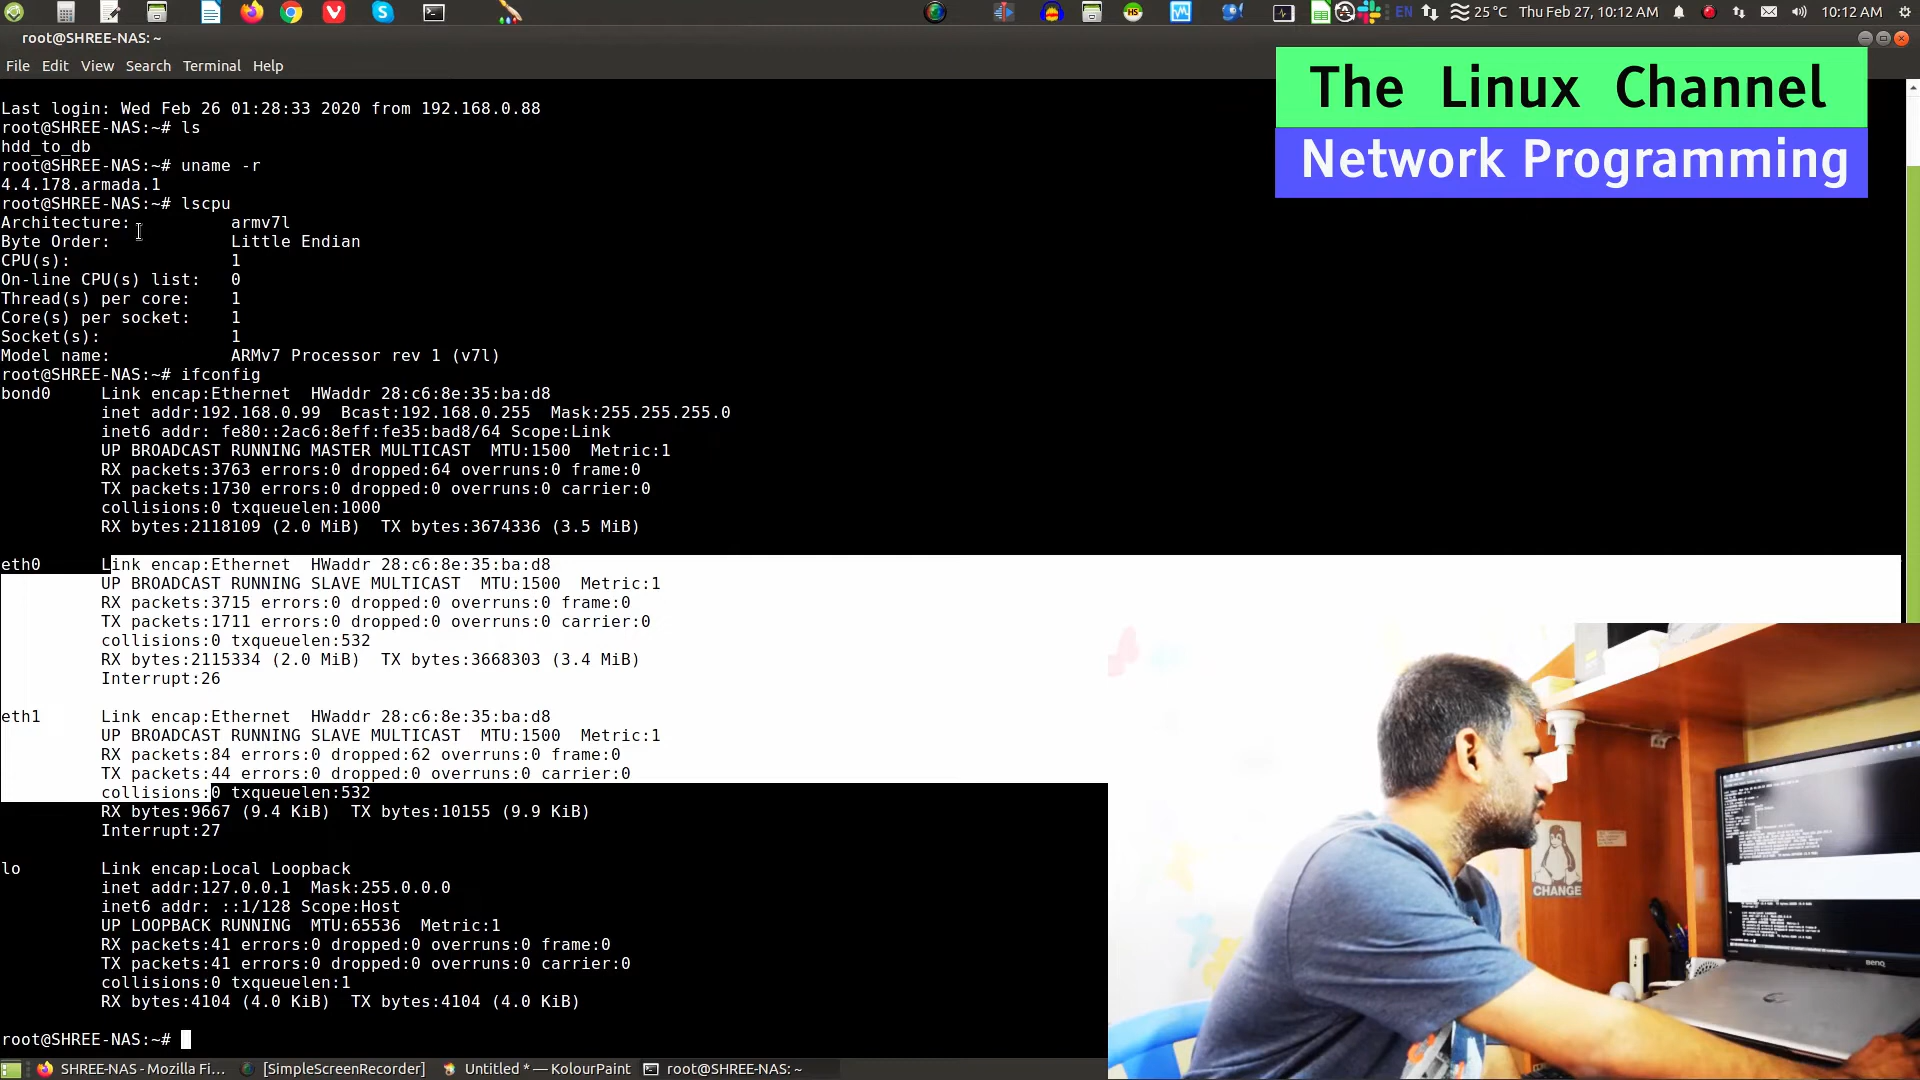 EN
25 °C
Thu Feb 27, 10:12 AM
10:12 AM
root@SHREE-NAS: ~
File Edit View Search Terminal Help
The Linux Channel
Network Programming
Last login: Wed Feb 26 01:28:33 2020 from 192.168.0.88
root@SHREE-NAS:~# ls
hdd_to_db
root@SHREE-NAS:~# uname -r
4.4.178.armada.1
root@SHREE-NAS:~# lscpu
Architecture: armv7l
Byte Order: Little Endian
CPU(s): 1
On-line CPU(s) list: 0
Thread(s) per core: 1
Core(s) per socket: 1
Socket(s): 1
Model name: ARMv7 Processor rev 1 (v7l)
root@SHREE-NAS:~# ifconfig
bond0 Link encap:Ethernet HWaddr 28:c6:8e:35:ba:d8
inet addr:192.168.0.99 Bcast:192.168.0.255 Mask:255.255.255.0
inet6 addr: fe80::2ac6:8eff:fe35:bad8/64 Scope:Link
UP BROADCAST RUNNING MASTER MULTICAST MTU:1500 Metric:1
RX packets:3763 errors:0 dropped:64 overruns:0 frame:0
TX packets:1730 errors:0 dropped:0 overruns:0 carrier:0
collisions:0 txqueuelen:1000
RX bytes:2118109 (2.0 MiB) TX bytes:3674336 (3.5 MiB)
eth0 Link encap:Ethernet HWaddr 28:c6:8e:35:ba:d8
UP BROADCAST RUNNING SLAVE MULTICAST MTU:1500 Metric:1
RX packets:3715 errors:0 dropped:0 overruns:0 frame:0
TX packets:1711 errors:0 dropped:0 overruns:0 carrier:0
collisions:0 txqueuelen:532
RX bytes:2115334 (2.0 MiB) TX bytes:3668303 (3.4 MiB)
Interrupt:26
eth1 Link encap:Ethernet HWaddr 28:c6:8e:35:ba:d8
UP BROADCAST RUNNING SLAVE MULTICAST MTU:1500 Metric:1
RX packets:84 errors:0 dropped:62 overruns:0 frame:0
TX packets:44 errors:0 dropped:0 overruns:0 carrier:0
collisions:0 txqueuelen:532
RX bytes:9667 (9.4 KiB) TX bytes:10155 (9.9 KiB)
Interrupt:27
lo Link encap:Local Loopback
inet addr:127.0.0.1 Mask:255.0.0.0
inet6 addr: ::1/128 Scope:Host
UP LOOPBACK RUNNING MTU:65536 Metric:1
RX packets:41 errors:0 dropped:0 overruns:0 frame:0
TX packets:41 errors:0 dropped:0 overruns:0 carrier:0
collisions:0 txqueuelen:1
RX bytes:4104 (4.0 KiB) TX bytes:4104 (4.0 KiB)
root@SHREE-NAS:~#
CHANGE
BenQ
SHREE-NAS - Mozilla Fi...
[SimpleScreenRecorder]
Untitled * — KolourPaint
root@SHREE-NAS: ~